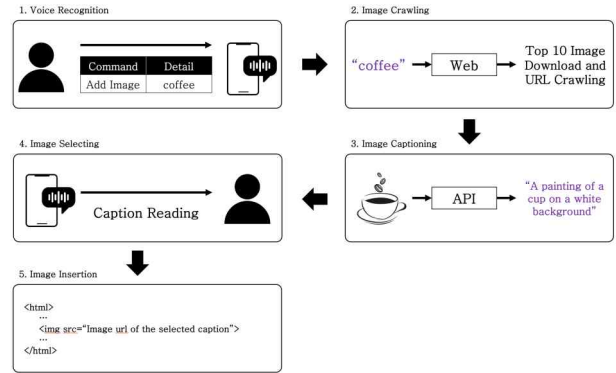 1. Voice Recognition
Command Detail
Add Image coffee
2. Image Crawling
“coffee”
Web
Top 10 Image
Download and
URL Crawling
3. Image Captioning
API
“A painting of a
cup on a white
background”
4. Image Selecting
Caption Reading
5. Image Insertion
<html>
...
<img src=“Image url of the selected caption”>
...
</html>